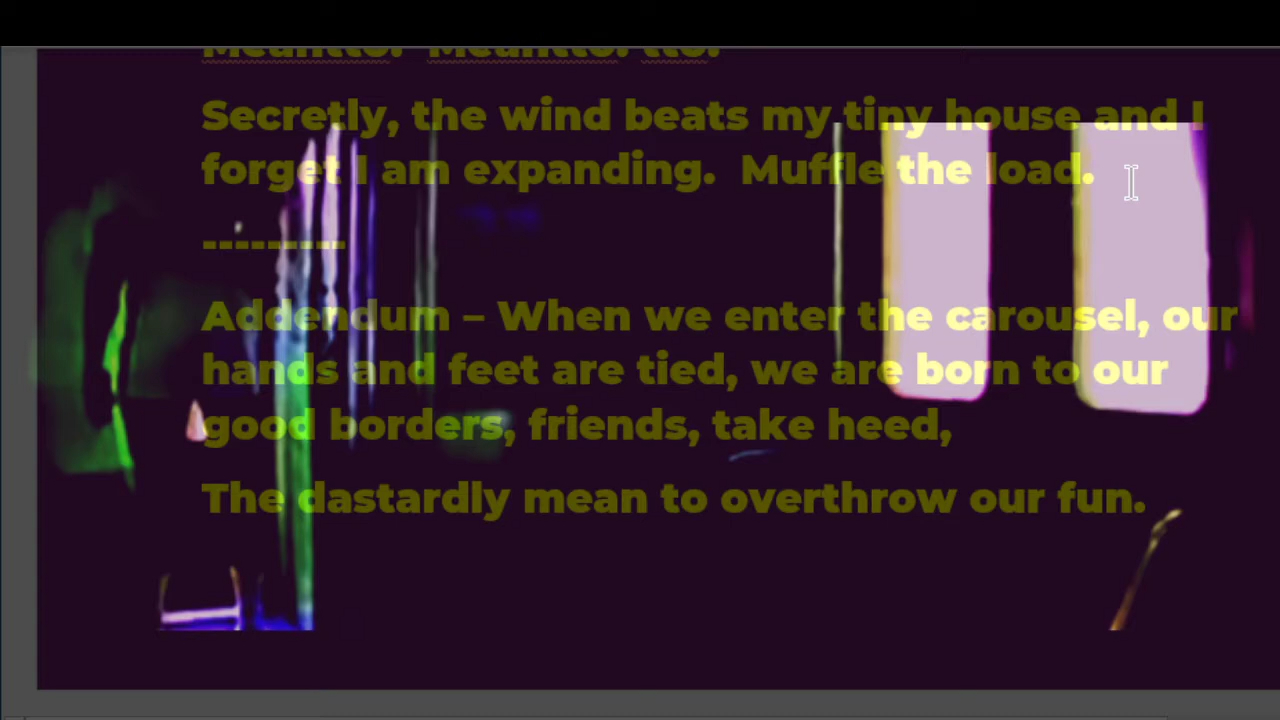 Secretly, the wind beats my tiny house and I
forget I am expanding.  Muffle the load.
---------
Addendum – When we enter the carousel, our
hands and feet are tied, we are born to our
good borders, friends, take heed,
The dastardly mean to overthrow our fun.